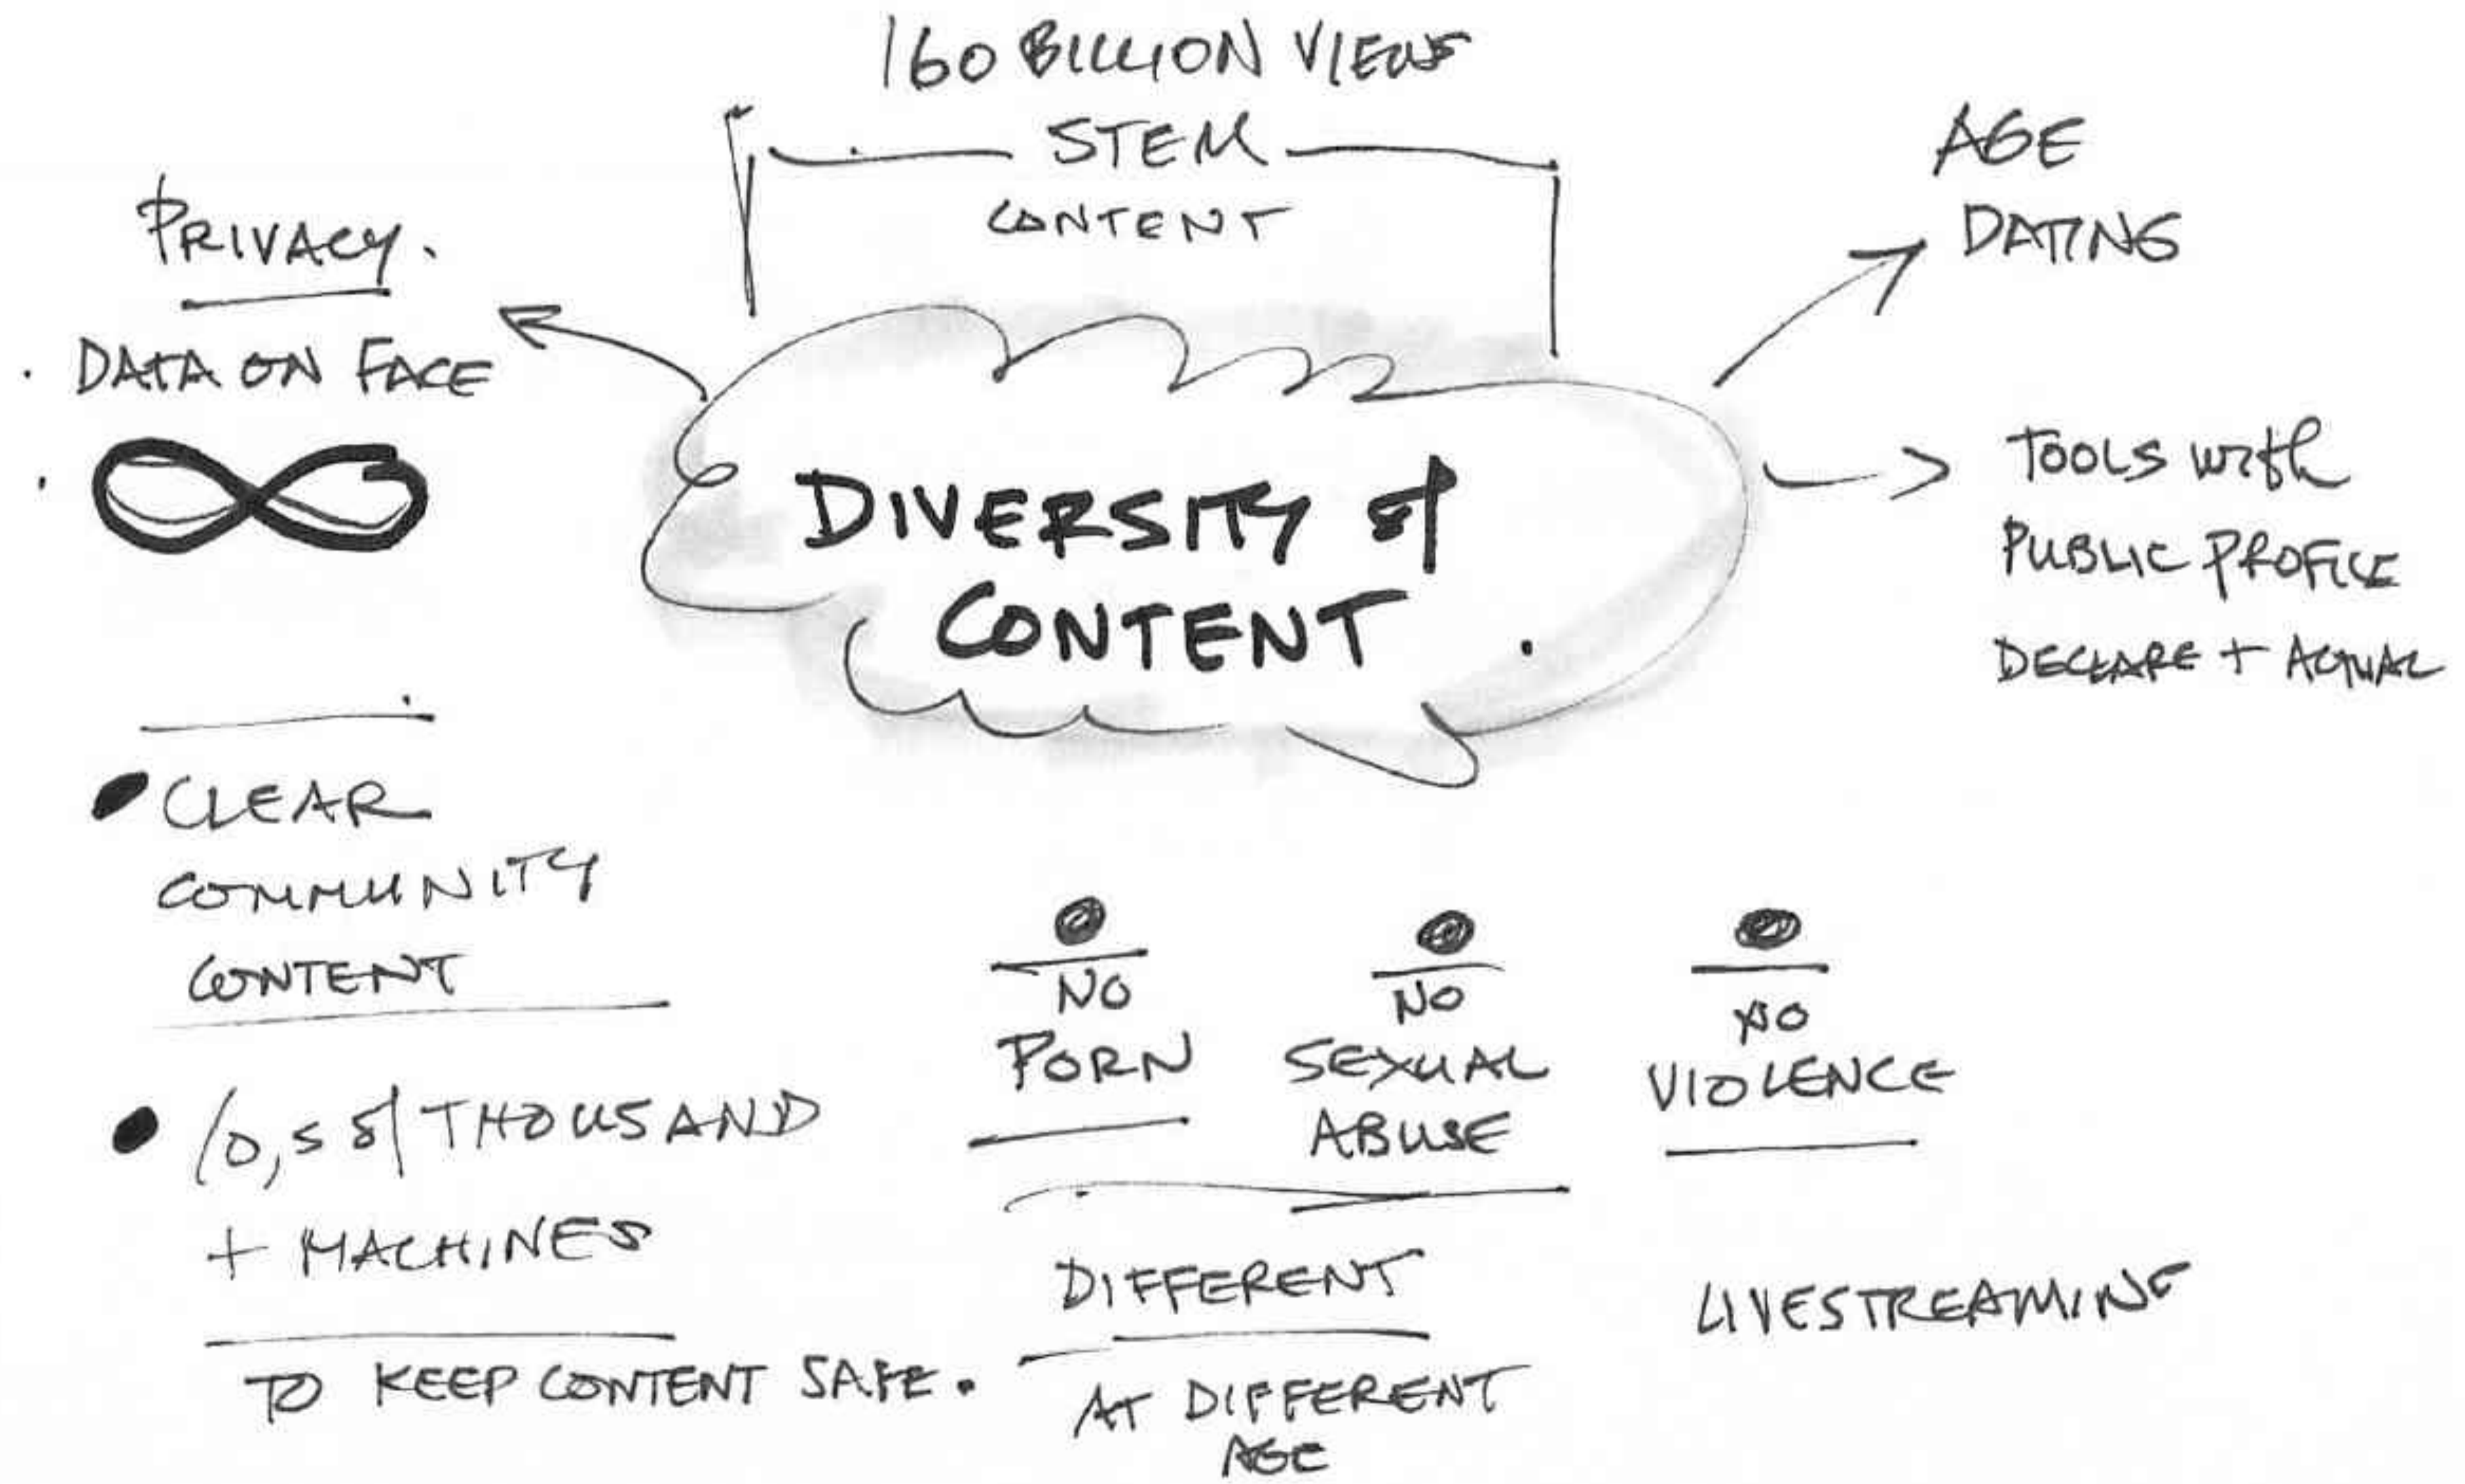 160 BILLION VIEWS
STEM
CONTENT
AGE
DATING
PRIVACY.
DATA ON FACE
TOOLS with
PUBLIC PROFILE
DECLARE + ACTUAL
DIVERSITY of
CONTENT.
CLEAR
COMMUNITY
CONTENT
10,s of THOUSAND
+ MACHINES
TO KEEP CONTENT SAFE.
NO
PORN
NO
SEXUAL
ABUSE
NO
VIOLENCE
DIFFERENT
AT DIFFERENT
AGE
LIVESTREAMING